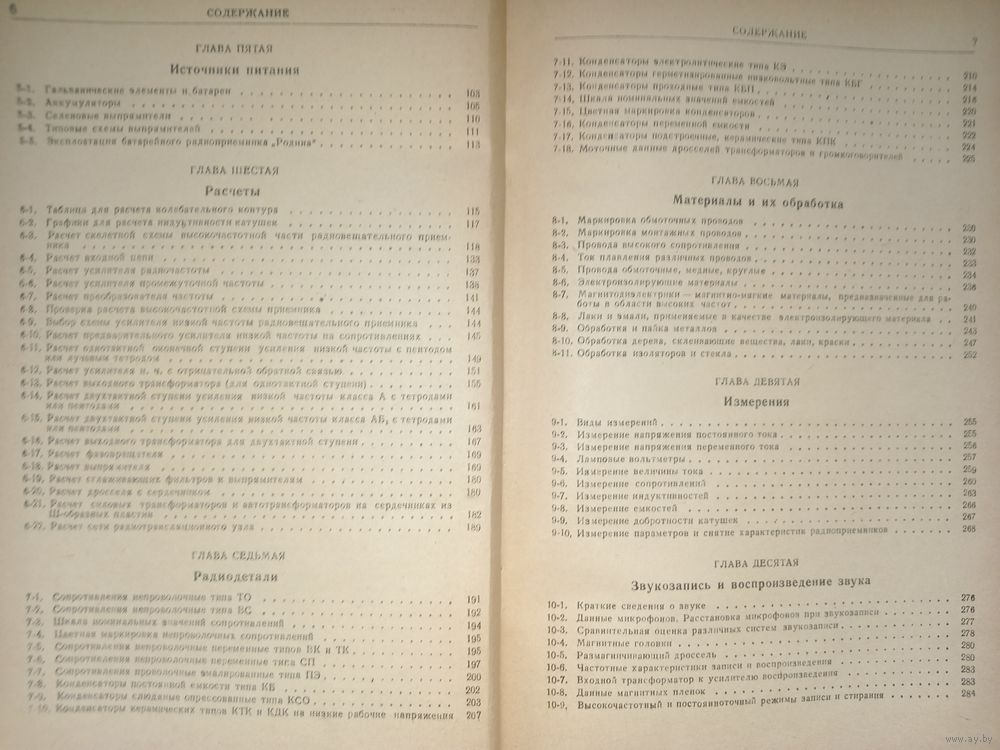 6 СОДЕРЖАНИЕ
ГЛАВА ПЯТАЯ
Источники питания
5-1. Гальванические элементы и батареи 103
5-2. Аккумуляторы 105
5-3. Селеновые выпрямители 110
5-4. Типовые схемы выпрямителей 111
5-5. Эксплоатация батарейного радиоприемника „Родина" 113
ГЛАВА ШЕСТАЯ
Расчеты
6-1. Таблица для расчета колебательного контура 115
6-2. Графики для расчета индуктивности катушек 117
6-3. Расчет скелетной схемы высокочастотной части радиовещательного прием-
ника 118
6-4. Расчет входной цепи 133
6-5. Расчет усилителя радиочастоты 137
6-6. Расчет усилителя промежуточной частоты 138
6-7. Расчет преобразователя частоты 141
6-8. Проверка расчета высокочастотной схемы приемника 144
6-9. Выбор схемы усилителя низкой частоты радиовещательного приемника 144
6-10. Расчет предварительного усилителя низкой частоты на сопротивлениях 145
6-11. Расчет однотактной оконечной ступени усиления низкой частоты с пентодом
или лучевым тетродом 149
6-12. Расчет усилителя н. ч. с отрицательной обратной связью 151
6-13. Расчет выходного трансформатора (для однотактной ступени) 155
6-14. Расчет двухтактной ступени усиления низкой частоты класса А с тетродами
или пентодами 161
6-15. Расчет двухтактной ступени усиления низкой частоты класса АБ₁ с тетродами
или пентодами 163
6-16. Расчет выходного трансформатора для двухтактной ступени 167
6-17. Расчет фазовращателя 169
6-18. Расчет выпрямителя 169
6-19. Расчет сглаживающих фильтров к выпрямителям 180
6-20. Расчет дросселя с сердечником 180
6-21. Расчет силовых трансформаторов и автотрансформаторов на сердечниках из
Ш-образных пластин 182
6-22. Расчет сети радиотрансляционного узла 189
ГЛАВА СЕДЬМАЯ
Радиодетали
7-1. Сопротивления непроволочные типа ТО 191
7-2. Сопротивления непроволочные типа ВС 192
7-3. Шкала номинальных значений сопротивлений 194
7-4. Цветная маркировка непроволочных сопротивлений 195
7-5. Сопротивления непроволочные переменные типов ВК и ТК 195
7-6. Сопротивления непроволочные переменные типа СП 197
7-7. Сопротивления проволочные эмалированные типа ПЭ 200
7-8. Конденсаторы постоянной емкости типа КБ 202
7-9. Конденсаторы слюдяные опрессованные типа КСО 203
7-10. Конденсаторы керамических типов КТК и КДК на низкие рабочие напряжения 207
СОДЕРЖАНИЕ 7
7-11. Конденсаторы электролитические типа КЭ 210
7-12. Конденсаторы герметизированные низковольтные типа КБГ 214
7-13. Конденсаторы проходные типа КБП 218
7-14. Шкала номинальных значений емкостей 220
7-15. Цветная маркировка конденсаторов 221
7-16. Конденсаторы переменной емкости 222
7-17. Конденсаторы подстроечные, керамические типа КПК 224
7-18. Моточные данные дросселей трансформаторов и громкоговорителей 225
ГЛАВА ВОСЬМАЯ
Материалы и их обработка
8-1. Маркировка обмоточных проводов 230
8-2. Маркировка монтажных проводов 230
8-3. Провода высокого сопротивления 232
8-4. Ток плавления различных проводов 233
8-5. Провода обмоточные, медные, круглые 234
8-6. Электроизолирующие материалы 236
8-7. Магнитодиэлектрики — магнитно-мягкие материалы, предназначенные для ра-
боты в области высоких частот 240
8-8. Лаки и эмали, применяемые в качестве электроизолирующего материала 241
8-9. Обработка и пайка металлов 243
8-10. Обработка дерева, склеивающие вещества, лаки, краски 247
8-11. Обработка изоляторов и стекла 252
ГЛАВА ДЕВЯТАЯ
Измерения
9-1. Виды измерений 255
9-2. Измерение напряжения постоянного тока 255
9-3. Измерение напряжения переменного тока 256
9-4. Ламповые вольтметры 257
9-5. Измерение величины тока 259
9-6. Измерение сопротивлений 260
9-7. Измерение индуктивностей 263
9-8. Измерение емкостей 266
9-9. Измерение добротности катушек 267
9-10. Измерение параметров и снятие характеристик радиоприемников 268
ГЛАВА ДЕСЯТАЯ
Звукозапись и воспроизведение звука
10-1. Краткие сведения о звуке 276
10-2. Данные микрофонов. Расстановка микрофонов при звукозаписи 276
10-3. Сравнительная оценка различных систем звукозаписи 277
10-4. Магнитные головки 278
10-5. Размагничивающий дроссель 280
10-6. Частотные характеристики записи и воспроизведения 280
10-7. Входной трансформатор к усилителю воспроизведения 283
10-8. Данные магнитных пленок 283
10-9. Высокочастотный и постоянноточный режимы записи и стирания 284
www.ay.by